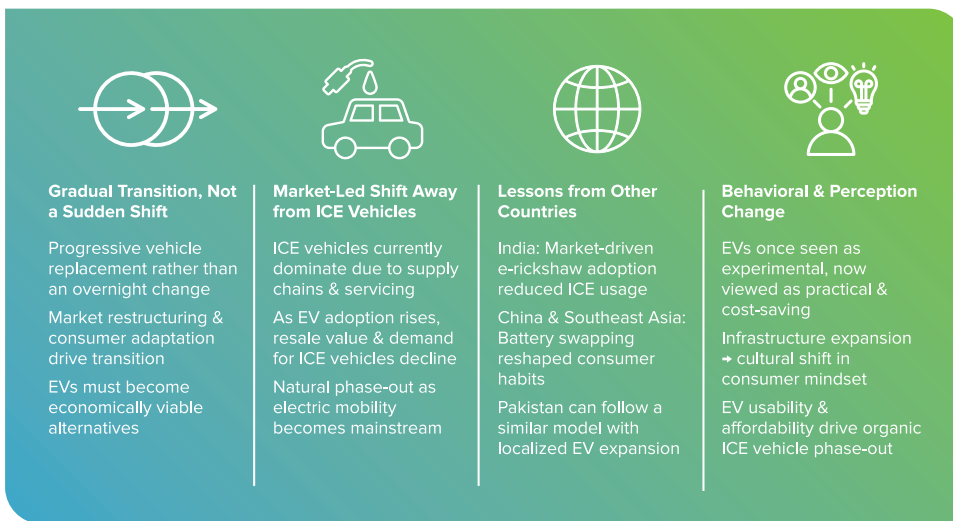 Gradual Transition, Not
a Sudden Shift
Progressive vehicle
replacement rather than
an overnight change
Market restructuring &
consumer adaptation
drive transition
EVs must become
economically viable
alternatives
Market-Led Shift Away
from ICE Vehicles
ICE vehicles currently
dominate due to supply
chains & servicing
As EV adoption rises,
resale value & demand
for ICE vehicles decline
Natural phase-out as
electric mobility
becomes mainstream
Lessons from Other
Countries
India: Market-driven
e-rickshaw adoption
reduced ICE usage
China & Southeast Asia:
Battery swapping
reshaped consumer
habits
Pakistan can follow a
similar model with
localized EV expansion
Behavioral & Perception
Change
EVs once seen as
experimental, now
viewed as practical &
cost-saving
Infrastructure expansion
→ cultural shift in
consumer mindset
EV usability &
affordability drive organic
ICE vehicle phase-out